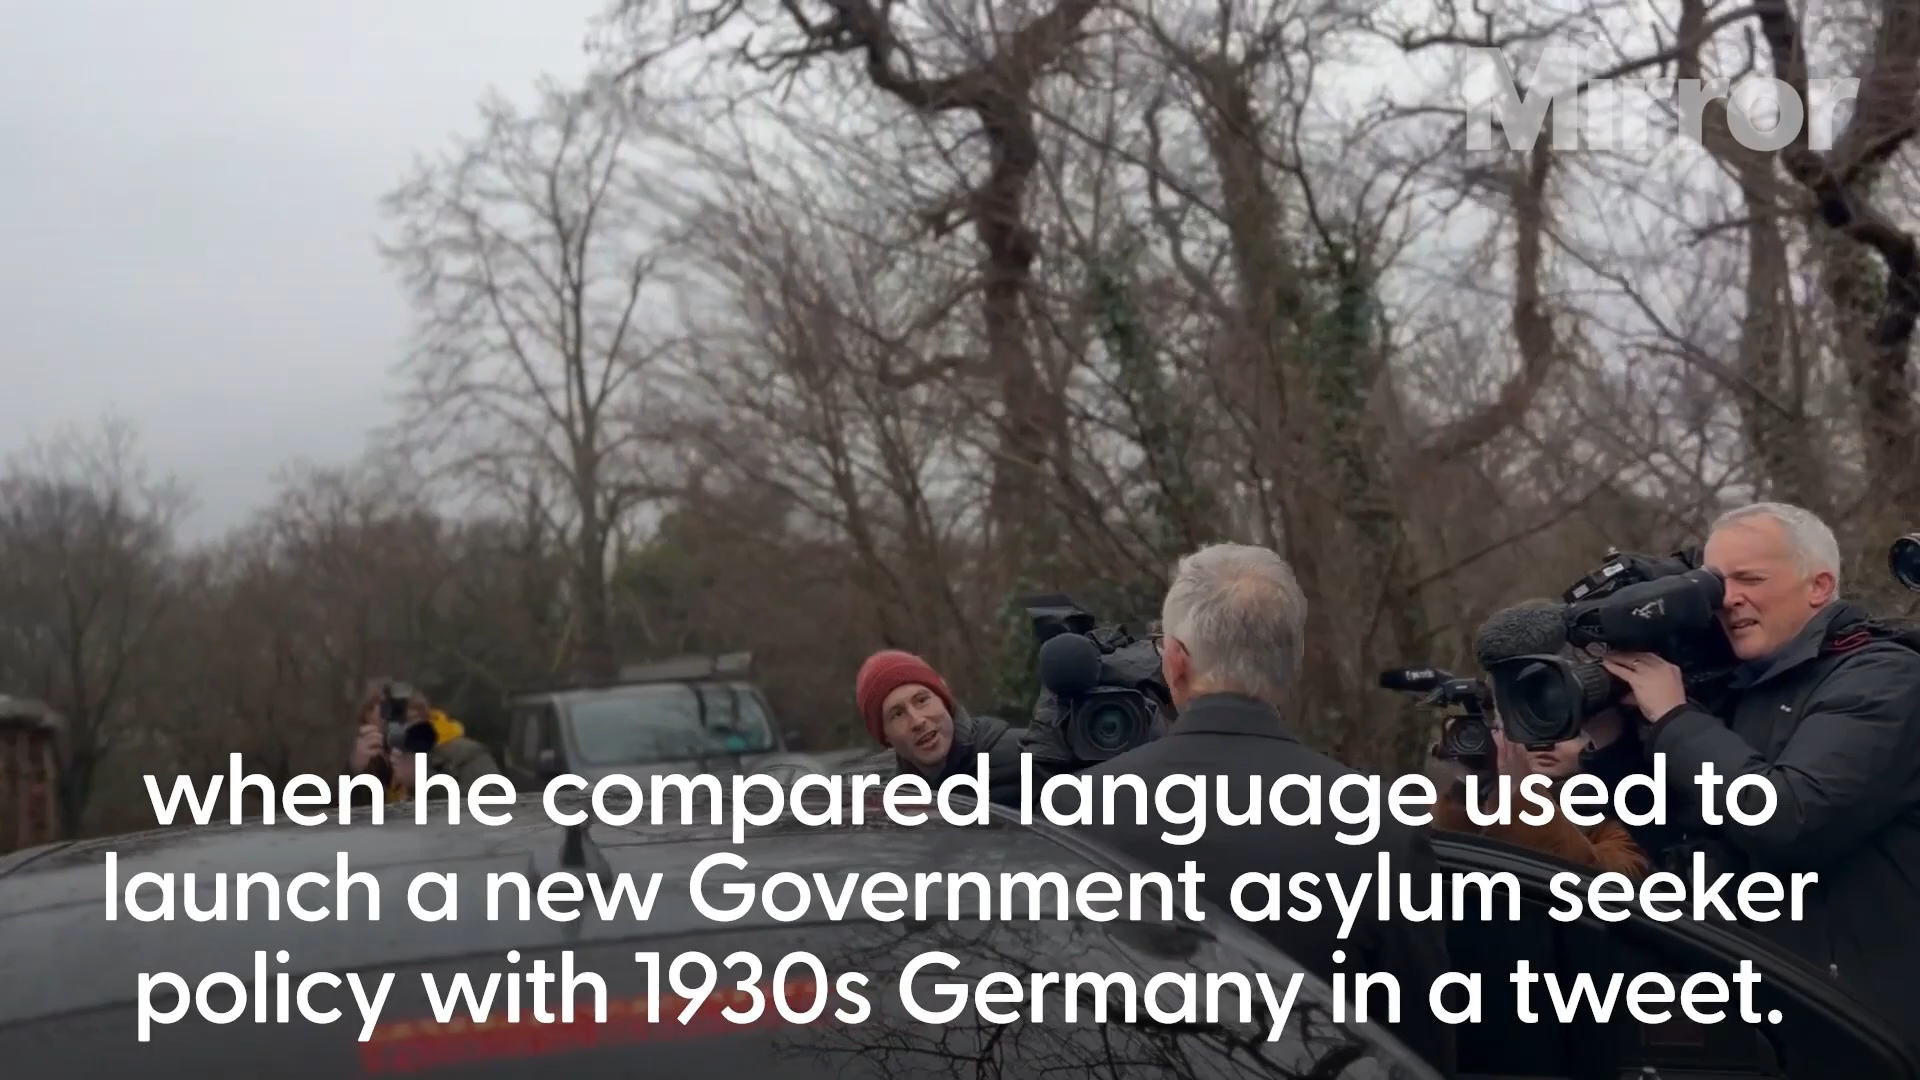 Mirror
when he compared language used to
launch a new Government asylum seeker
policy with 1930s Germany in a tweet.